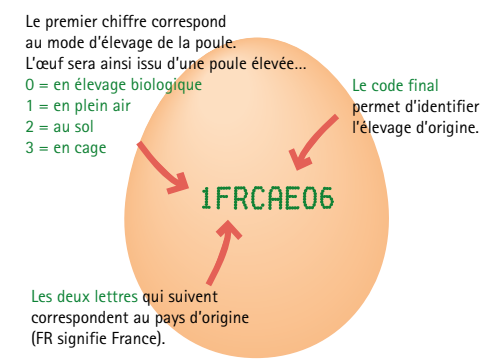 Le premier chiffre correspond
au mode d'élevage de la poule.
L'œuf sera ainsi issu d'une poule élevée...
0 = en élevage biologique
1 = en plein air
2 = au sol
3 = en cage
Le code final
permet d'identifier
l'élevage d'origine.
1FRCAE06
Les deux lettres qui suivent
correspondent au pays d'origine
(FR signifie France).